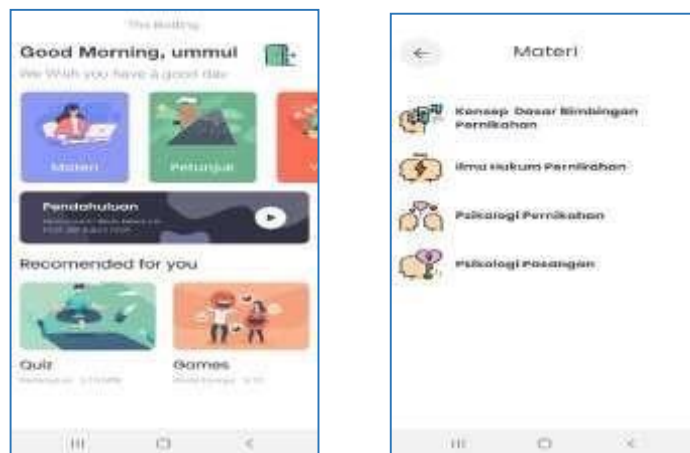 Good Morning, ummul
We Wish you have a good day
Materi
Petunjuk
V
Pendahuluan
Recomended for you
Quiz
Games
Materi
Konsep Dasar Bimbingan
Pernikahan
Ilmu Hukum Pernikahan
Psikologi Pernikahan
Psikologi Pasangan